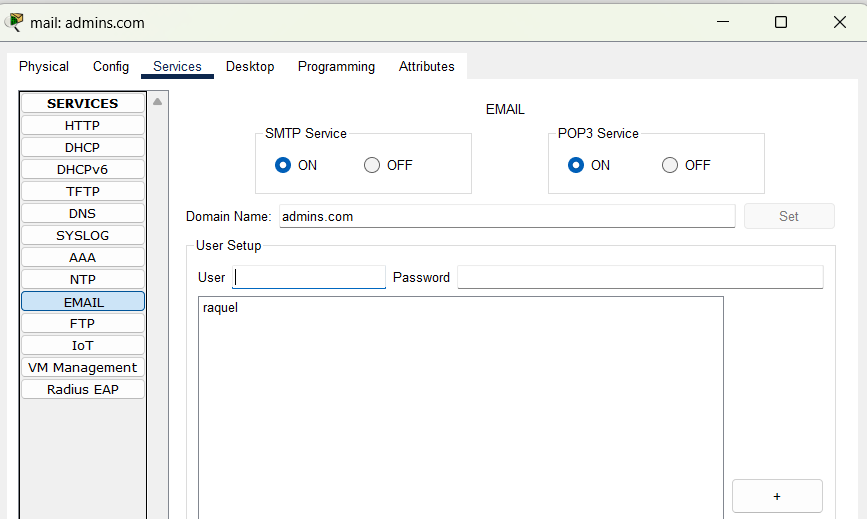 mail: admins.com
Physical Config Services Desktop Programming Attributes
SERVICES
HTTP
DHCP
DHCPv6
TFTP
DNS
SYSLOG
AAA
NTP
EMAIL
FTP
IoT
VM Management
Radius EAP
EMAIL
SMTP Service
ON OFF
POP3 Service
ON OFF
Domain Name: admins.com Set
User Setup
User Password
raquel
+